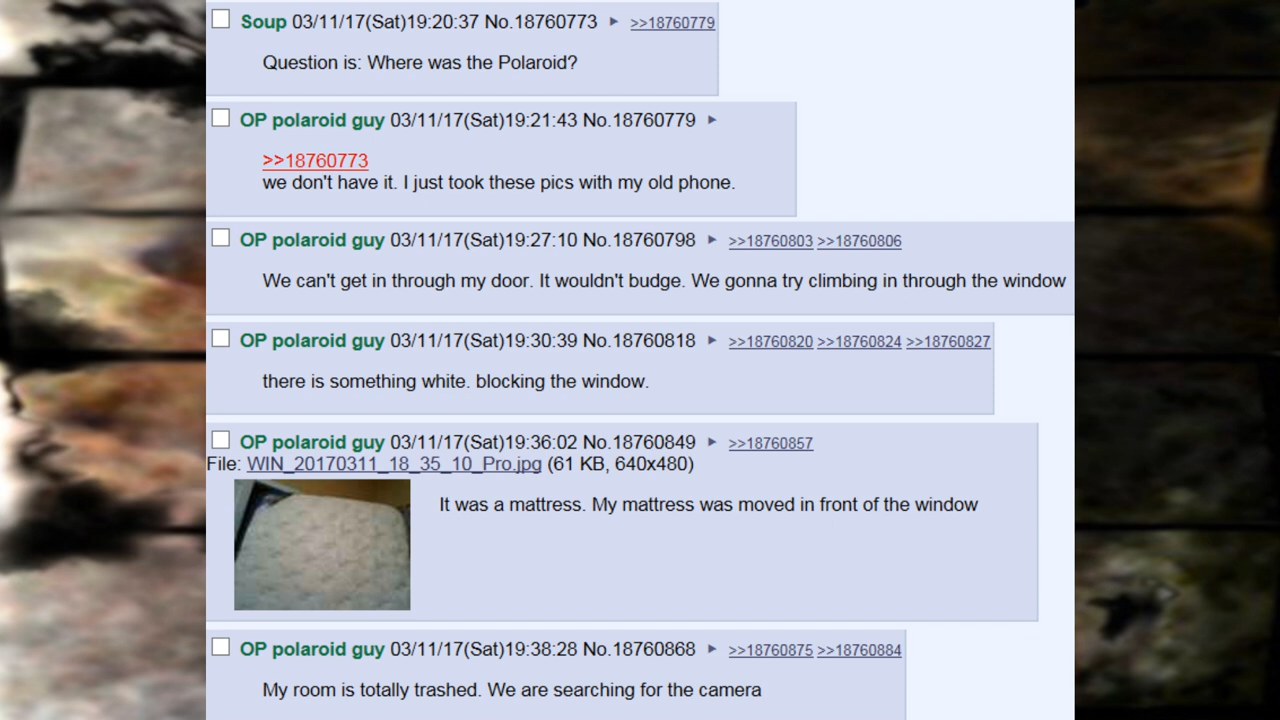 Soup 03/11/17(Sat)19:20:37 No.18760773 ▶ >>18760779
Question is: Where was the Polaroid?
OP polaroid guy 03/11/17(Sat)19:21:43 No.18760779 ▶
>>18760773
we don't have it. I just took these pics with my old phone.
OP polaroid guy 03/11/17(Sat)19:27:10 No.18760798 ▶ >>18760803 >>18760806
We can't get in through my door. It wouldn't budge. We gonna try climbing in through the window
OP polaroid guy 03/11/17(Sat)19:30:39 No.18760818 ▶ >>18760820 >>18760824 >>18760827
there is something white. blocking the window.
OP polaroid guy 03/11/17(Sat)19:36:02 No.18760849 ▶ >>18760857
File: WIN_20170311_18_35_10_Pro.jpg (61 KB, 640x480)
It was a mattress. My mattress was moved in front of the window
OP polaroid guy 03/11/17(Sat)19:38:28 No.18760868 ▶ >>18760875 >>18760884
My room is totally trashed. We are searching for the camera